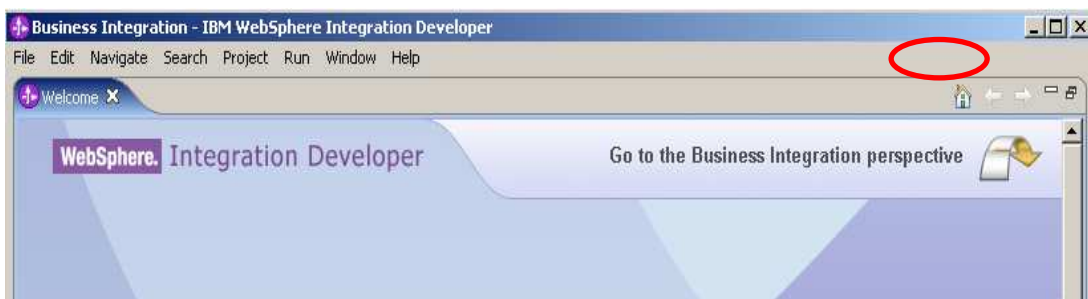 Business Integration - IBM WebSphere Integration Developer
File Edit Navigate Search Project Run Window Help
Welcome
WebSphere. Integration Developer Go to the Business Integration perspective